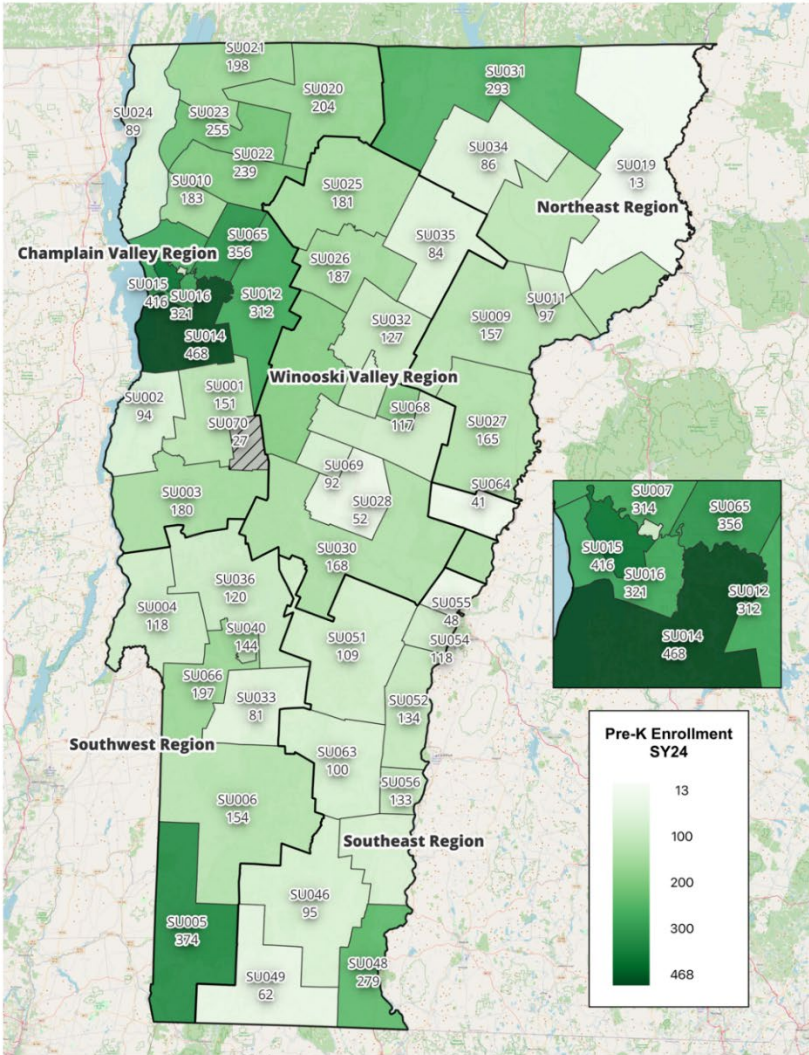 SU021
198
SU020
204
SU031
293
SU024
89
SU023
255
SU034
86
SU022
239
SU019
13
SU010
183
SU025
181
Northeast Region
SU065
356
SU035
84
Champlain Valley Region
SU026
187
SU015
416
SU016
321
SU012
312
SU011
97
SU009
157
SU032
127
SU014
468
Winooski Valley Region
SU002
94
SU001
151
SU068
117
SU027
165
SU070
27
SU069
92
SU003
180
SU028
52
SU064
41
SU007
314
SU065
356
SU015
416
SU016
321
SU012
312
SU014
468
SU030
168
SU036
120
SU004
118
SU055
48
SU040
144
SU051
109
SU054
118
SU066
197
SU052
134
SU033
81
Southwest Region
SU063
100
SU056
133
SU006
154
Southeast Region
SU046
95
SU005
374
SU048
279
SU049
62
Pre-K Enrollment
SY24
13
100
200
300
468